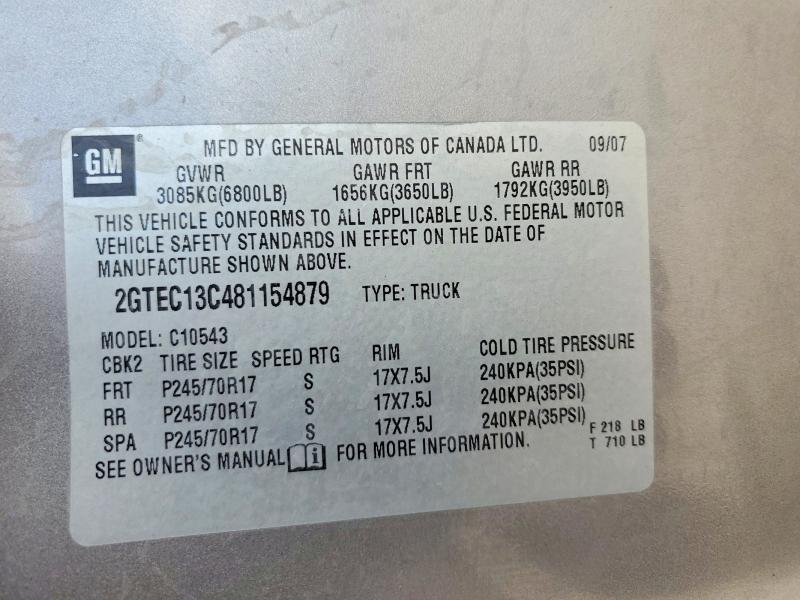 GM ® MFD BY GENERAL MOTORS OF CANADA LTD. 09/07
GVWR GAWR FRT GAWR RR
3085KG(6800LB) 1656KG(3650LB) 1792KG(3950LB)
THIS VEHICLE CONFORMS TO ALL APPLICABLE U.S. FEDERAL MOTOR
VEHICLE SAFETY STANDARDS IN EFFECT ON THE DATE OF
MANUFACTURE SHOWN ABOVE.
2GTEC13C481154879 TYPE: TRUCK
MODEL: C10543
CBK2 TIRE SIZE SPEED RTG RIM COLD TIRE PRESSURE
FRT P245/70R17 S 17X7.5J 240KPA(35PSI)
RR P245/70R17 S 17X7.5J 240KPA(35PSI)
SPA P245/70R17 S 17X7.5J 240KPA(35PSI) F 218 LB
T 710 LB
SEE OWNER'S MANUAL i FOR MORE INFORMATION.